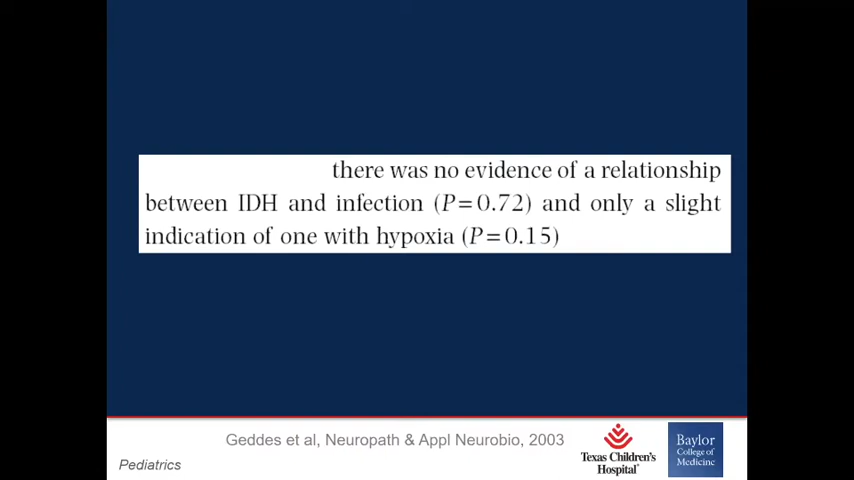 there was no evidence of a relationship
between IDH and infection (P=0.72) and only a slight
indication of one with hypoxia (P=0.15)
Geddes et al, Neuropath & Appl Neurobio, 2003
Pediatrics
Texas Children's
Hospital
Baylor
College of
Medicine